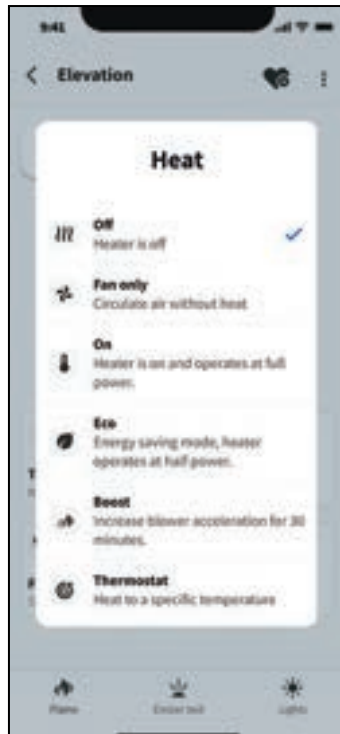 9:41
Elevation
Heat
Off
Heater is off
Fan only
Circulate air without heat
On
Heater is on and operates at full
power.
Eco
Energy saving mode, heater
operates at half power.
Boost
Increase blower acceleration for 30
minutes.
Thermostat
Heat to a specific temperature
Flame
Ember bed
Lights